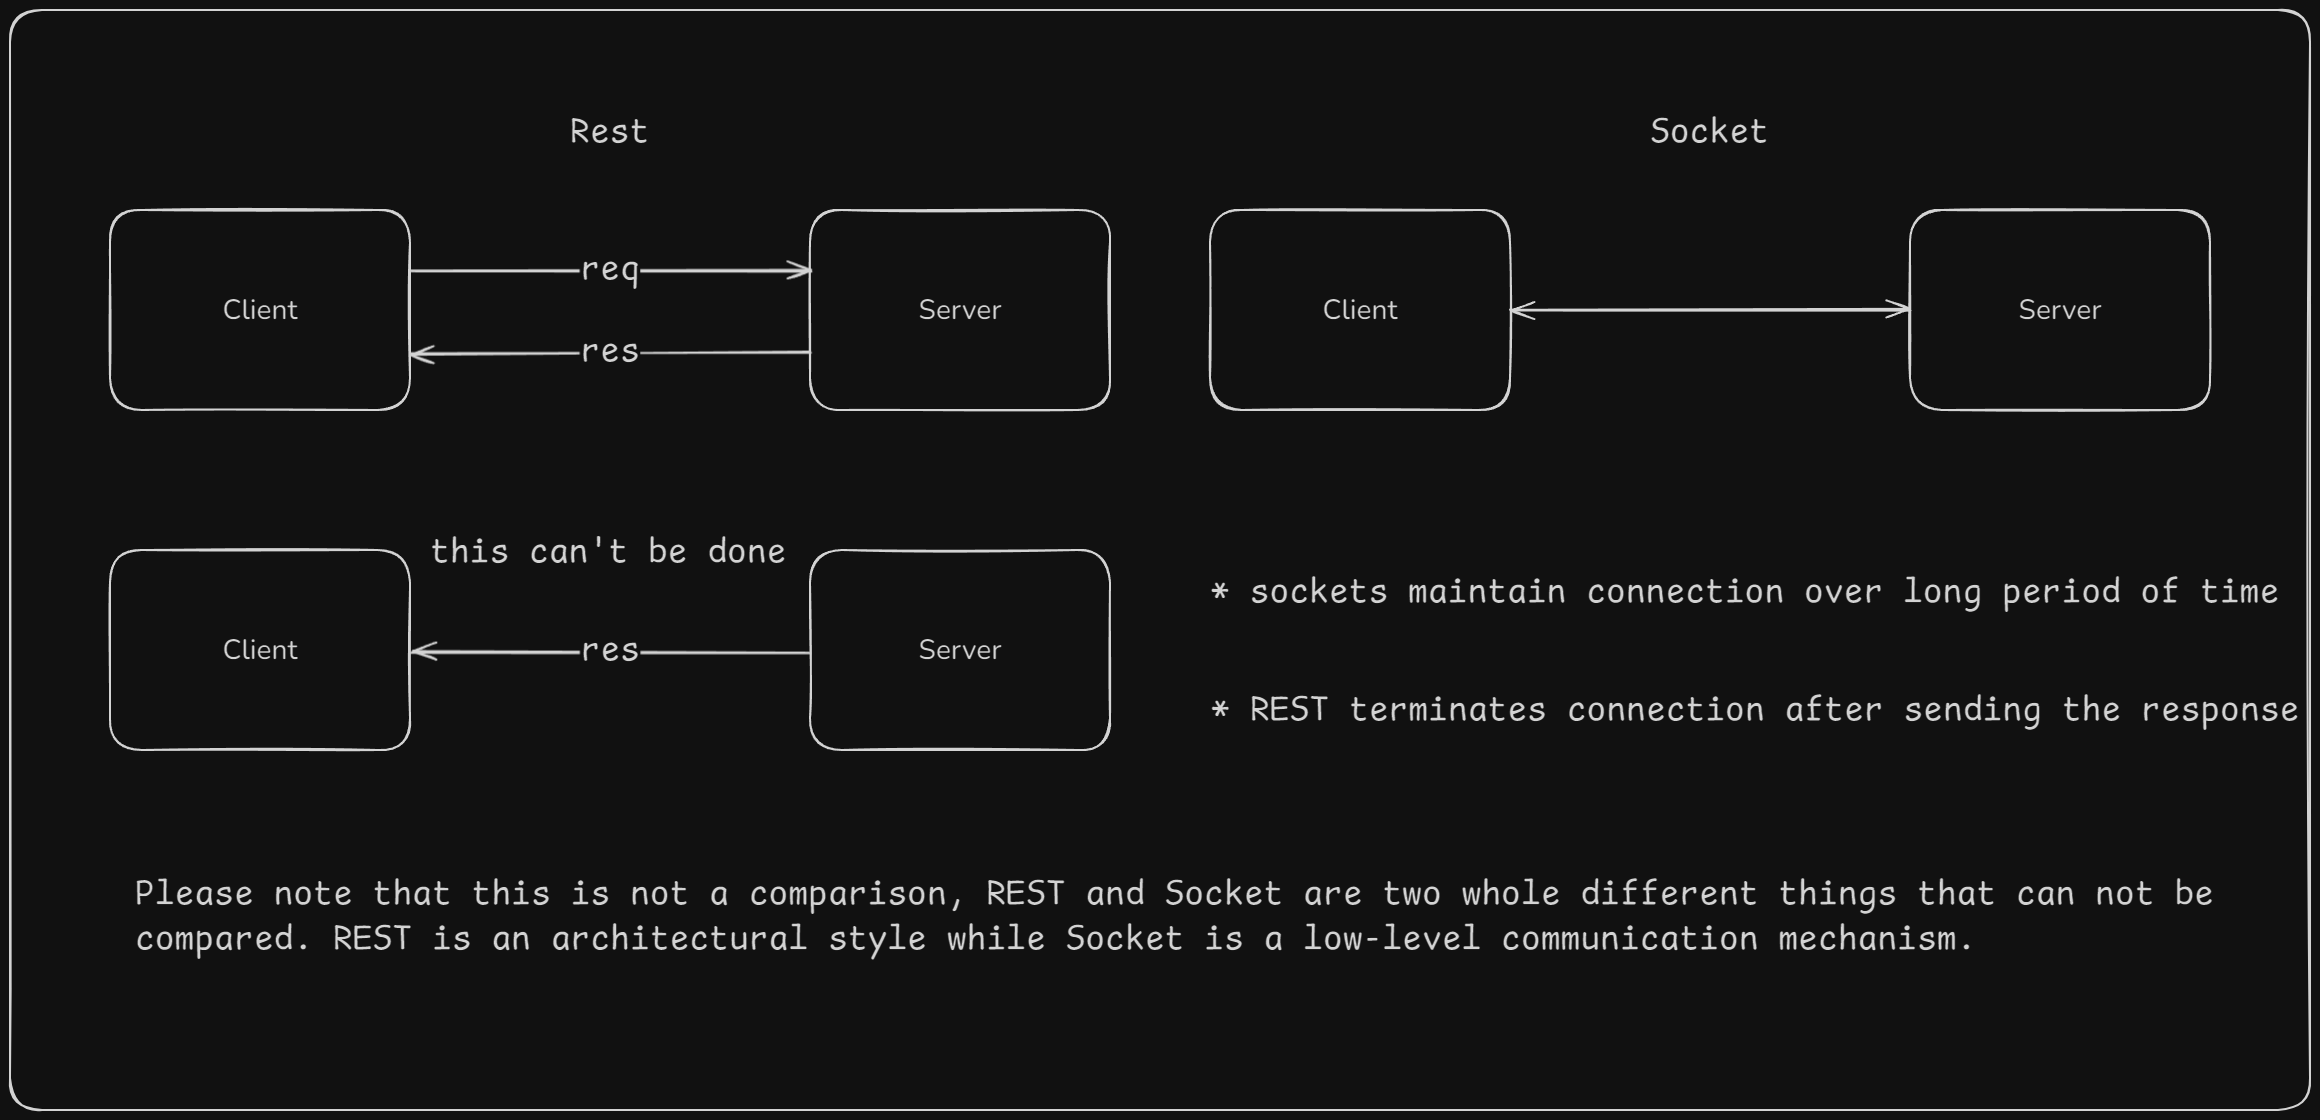 Rest
Socket
Client
req
res
Server
Client
Server
this can't be done
Client
res
Server
* sockets maintain connection over long period of time
* REST terminates connection after sending the response
Please note that this is not a comparison, REST and Socket are two whole different things that can not be
compared. REST is an architectural style while Socket is a low-level communication mechanism.